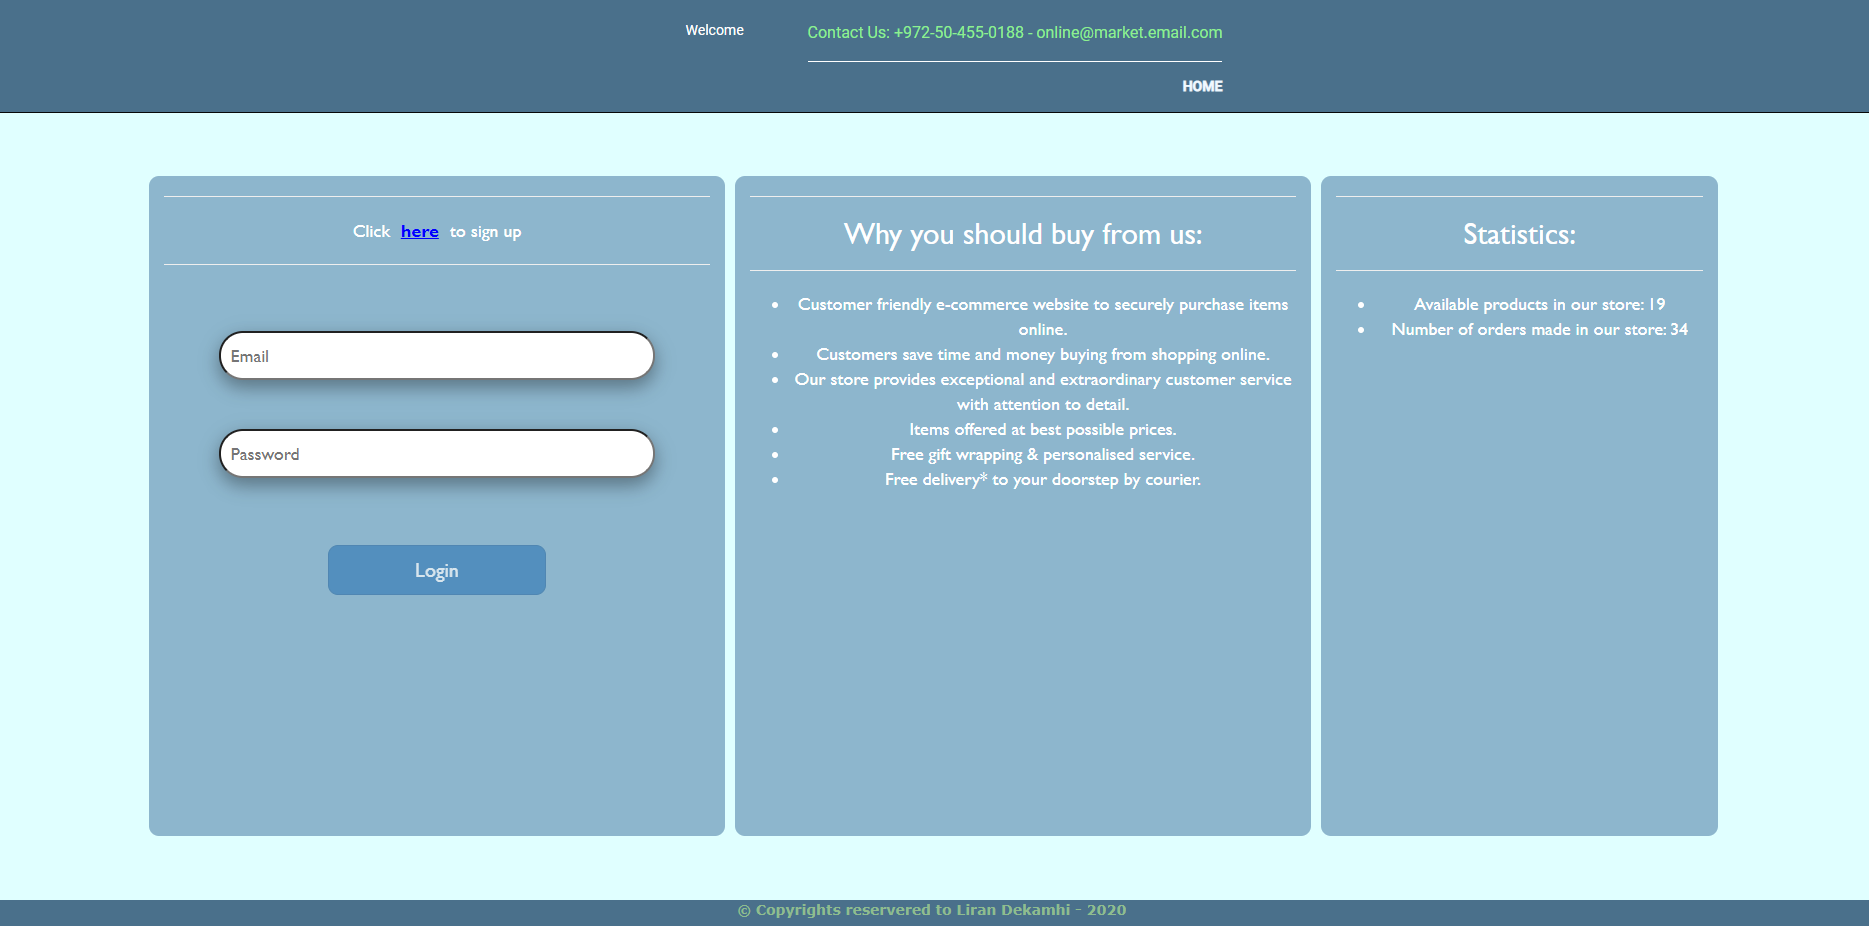 Welcome
Contact Us: +972-50-455-0188 - online@market.email.com
HOME
Click here to sign up
Email
Password
Login
Why you should buy from us:
Customer friendly e-commerce website to securely purchase items
online.
Customers save time and money buying from shopping online.
Our store provides exceptional and extraordinary customer service
with attention to detail.
Items offered at best possible prices.
Free gift wrapping & personalised service.
Free delivery* to your doorstep by courier.
Statistics:
Available products in our store: 19
Number of orders made in our store: 34
© Copyrights reservered to Liran Dekamhi - 2020